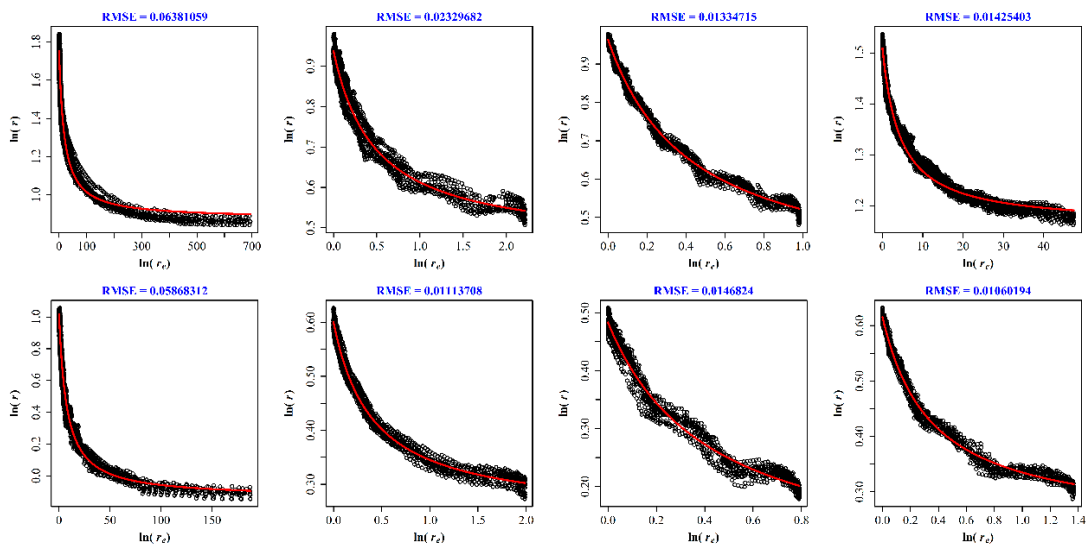 RMSE = 0.06381059
RMSE = 0.02329682
RMSE = 0.01334715
RMSE = 0.01425403
ln( r )
1.8
1.6
1.4
1.2
1.0
0 100 300 500 700
ln( rₑ )
ln( r )
0.9
0.8
0.7
0.6
0.5
0.0 0.5 1.0 1.5 2.0
ln( rₑ )
ln( r )
0.9
0.8
0.7
0.6
0.5
0.0 0.2 0.4 0.6 0.8 1.0
ln( rₑ )
ln( r )
1.5
1.4
1.3
1.2
0 10 20 30 40
ln( rₑ )
RMSE = 0.05868312
RMSE = 0.01113708
RMSE = 0.0146824
RMSE = 0.01060194
ln( r )
1.0
0.8
0.6
0.4
0.2
0.0
0 50 100 150
ln( rₑ )
ln( r )
0.60
0.50
0.40
0.30
0.0 0.5 1.0 1.5 2.0
ln( rₑ )
ln( r )
0.50
0.40
0.30
0.20
0.0 0.2 0.4 0.6 0.8
ln( rₑ )
ln( r )
0.60
0.50
0.40
0.30
0.0 0.2 0.4 0.6 0.8 1.0 1.2 1.4
ln( rₑ )